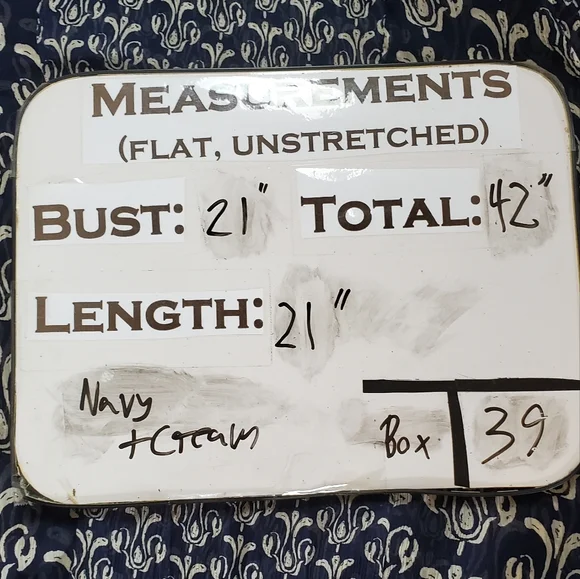 MEASUREMENTS
(FLAT, UNSTRETCHED)
BUST: 21" TOTAL: 42"
LENGTH: 21"
Navy
+Cream
Box 39